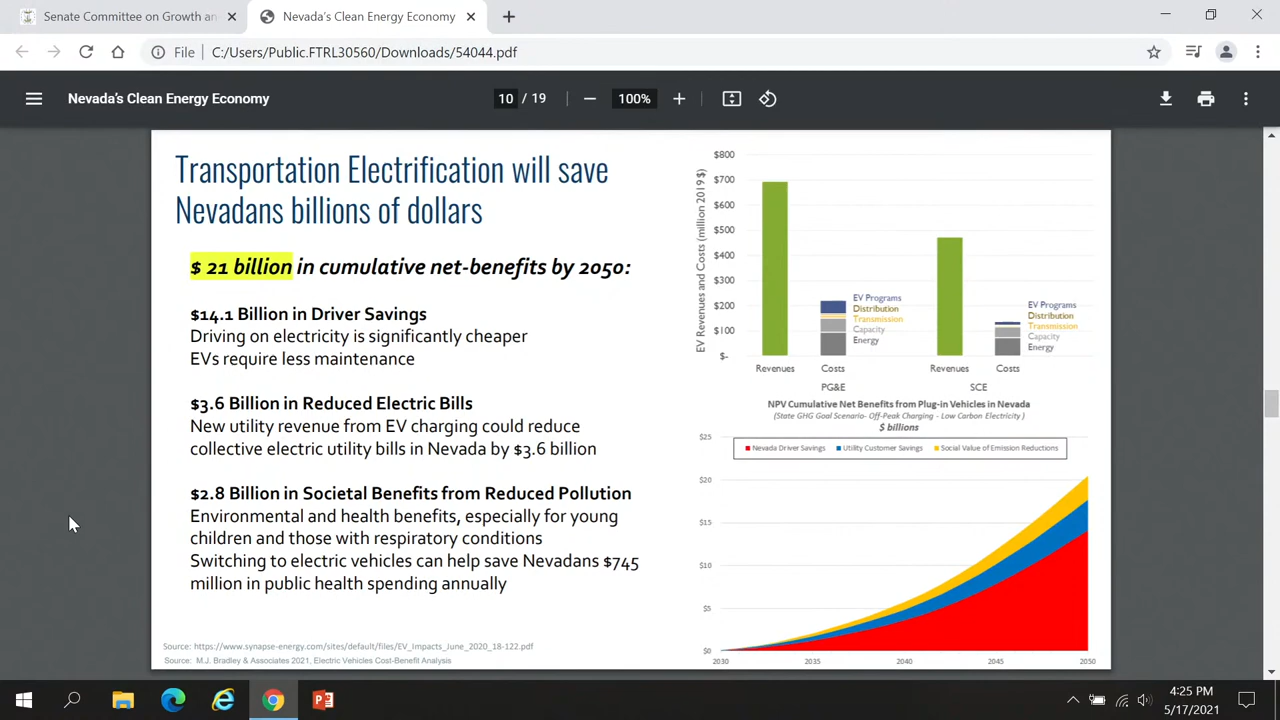 Senate Committee on Growth an
Nevada's Clean Energy Economy
File
C:/Users/Public.FTRL30560/Downloads/54044.pdf
Nevada's Clean Energy Economy
10 / 19
100%
Transportation Electrification will save
Nevadans billions of dollars
$ 21 billion in cumulative net-benefits by 2050:
$14.1 Billion in Driver Savings
Driving on electricity is significantly cheaper
EVs require less maintenance
$3.6 Billion in Reduced Electric Bills
New utility revenue from EV charging could reduce
collective electric utility bills in Nevada by $3.6 billion
$2.8 Billion in Societal Benefits from Reduced Pollution
Environmental and health benefits, especially for young
children and those with respiratory conditions
Switching to electric vehicles can help save Nevadans $745
million in public health spending annually
Source: https://www.synapse-energy.com/sites/default/files/EV_Impacts_June_2020_18-122.pdf
Source: M.J. Bradley & Associates 2021, Electric Vehicles Cost-Benefit Analysis
EV Revenues and Costs (million 2019 $)
$800
$700
$600
$500
$400
$300
$200
$100
$-
EV Programs
Distribution
Transmission
Capacity
Energy
EV Programs
Distribution
Transmission
Capacity
Energy
Revenues Costs Revenues Costs
PG&E SCE
NPV Cumulative Net Benefits from Plug-in Vehicles in Nevada
(State GHG Goal Scenario- Off-Peak Charging - Low Carbon Electricity )
$ billions
$25
Nevada Driver Savings Utility Customer Savings Social Value of Emission Reductions
$20
$15
$10
$5
$0
2030 2035 2040 2045 2050
4:25 PM
5/17/2021